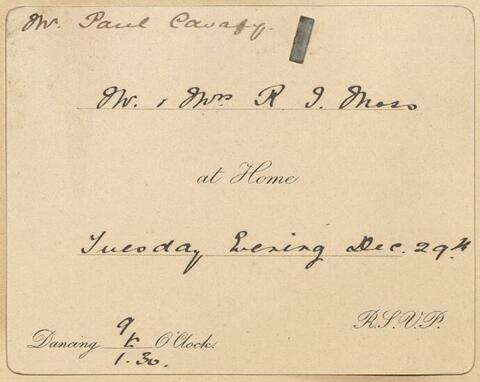 Mr. Paul Cavafy.
Mr. & Mrs R. J. Moss
at Home
Tuesday Evening Dec. 29th
R.S.V.P.
Dancing 9 to 1.30. O'Clock.